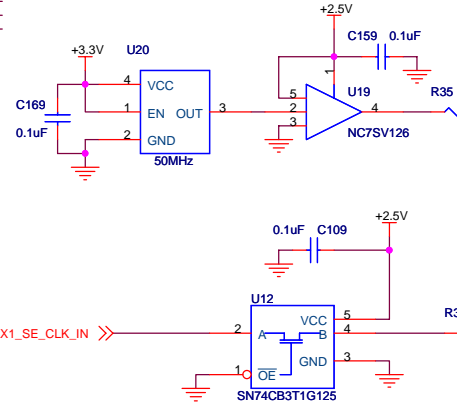 +2.5V
C159 0.1uF
+3.3V
U20
4 VCC
1
5
U19
R35
C169
1 EN OUT 3
2
4
0.1uF
2 GND
3
NC7SV126
50MHz
+2.5V
0.1uF C109
U12
VCC 5
R3
X1_SE_CLK_IN
2 A B 4
GND 3
1 OE
SN74CB3T1G125